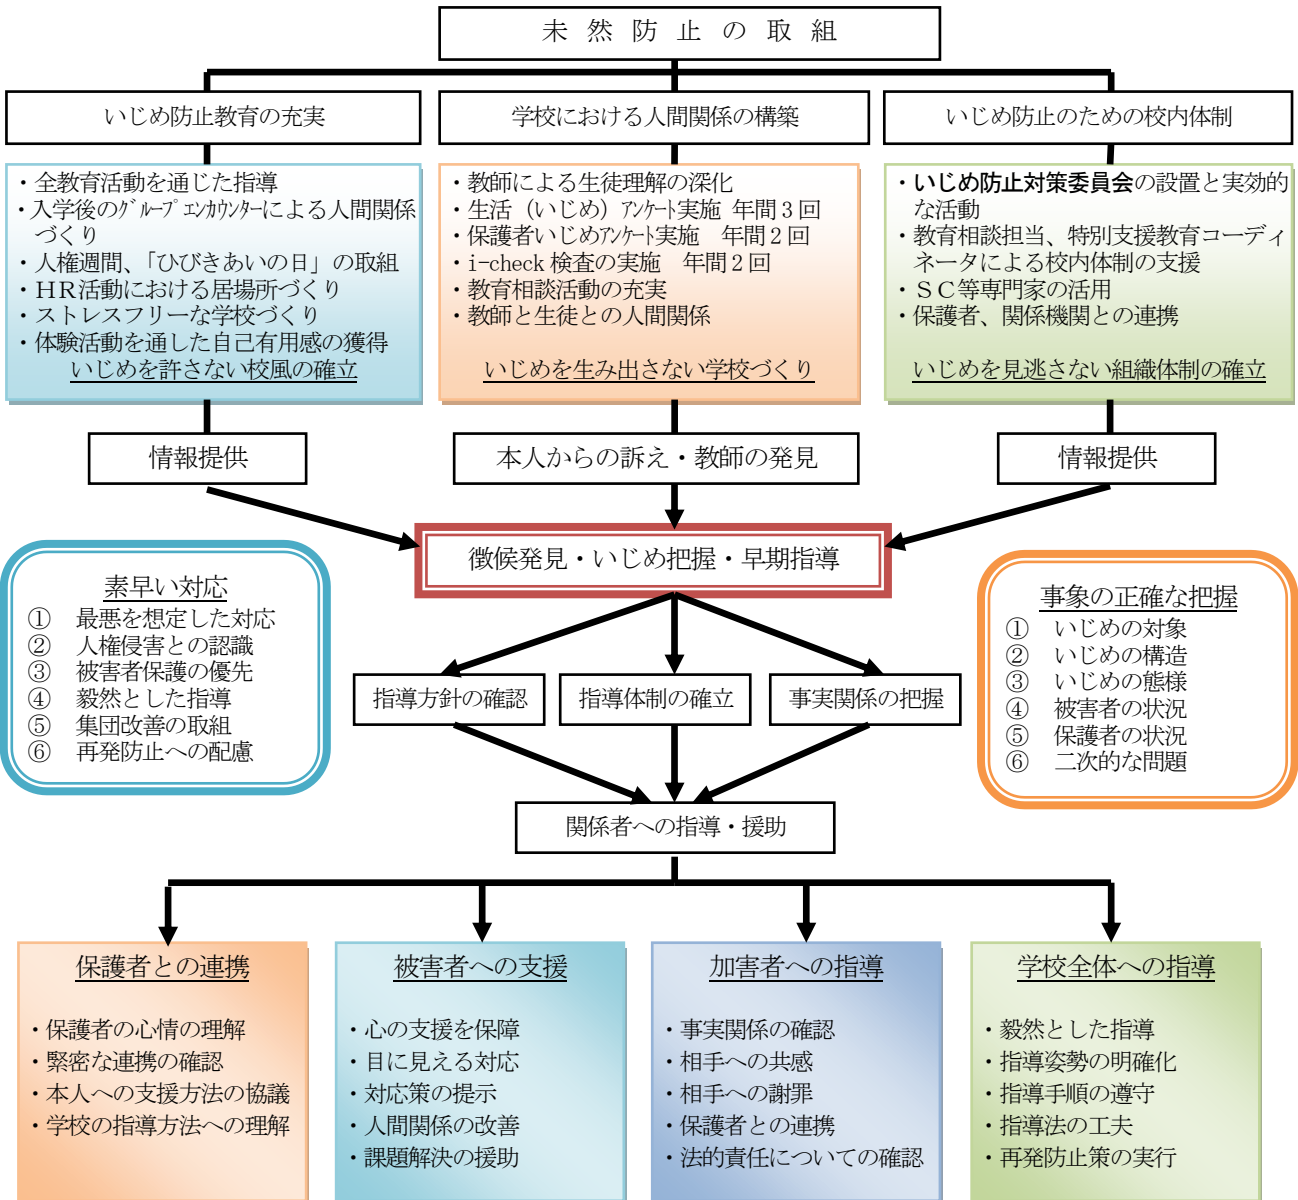 未然防止の取組
いじめ防止教育の充実
学校における人間関係の構築
いじめ防止のための校内体制
・全教育活動を通じた指導
・入学後のｸﾞﾙｰﾌﾟｴﾝｶｳﾝﾀｰによる人間関係
づくり
・人権週間、「ひびきあいの日」の取組
・ＨＲ活動における居場所づくり
・ストレスフリーな学校づくり
・体験活動を通した自己有用感の獲得
いじめを許さない校風の確立
・教師による生徒理解の深化
・生活（いじめ）ｱﾝｹｰﾄ実施 年間３回
・保護者いじめｱﾝｹｰﾄ実施　年間２回
・i-check 検査の実施　年間２回
・教育相談活動の充実
・教師と生徒との人間関係
いじめを生み出さない学校づくり
・いじめ防止対策委員会の設置と実効的
な活動
・教育相談担当、特別支援教育コーディ
ネータによる校内体制の支援
・ＳＣ等専門家の活用
・保護者、関係機関との連携
いじめを見逃さない組織体制の確立
情報提供
本人からの訴え・教師の発見
情報提供
徴候発見・いじめ把握・早期指導
素早い対応
①　最悪を想定した対応
②　人権侵害との認識
③　被害者保護の優先
④　毅然とした指導
⑤　集団改善の取組
⑥　再発防止への配慮
事象の正確な把握
①　いじめの対象
②　いじめの構造
③　いじめの態様
④　被害者の状況
⑤　保護者の状況
⑥　二次的な問題
指導方針の確認
指導体制の確立
事実関係の把握
関係者への指導・援助
保護者との連携
・保護者の心情の理解
・緊密な連携の確認
・本人への支援方法の協議
・学校の指導方法への理解
被害者への支援
・心の支援を保障
・目に見える対応
・対応策の提示
・人間関係の改善
・課題解決の援助
加害者への指導
・事実関係の確認
・相手への共感
・相手への謝罪
・保護者との連携
・法的責任についての確認
学校全体への指導
・毅然とした指導
・指導姿勢の明確化
・指導手順の遵守
・指導法の工夫
・再発防止策の実行